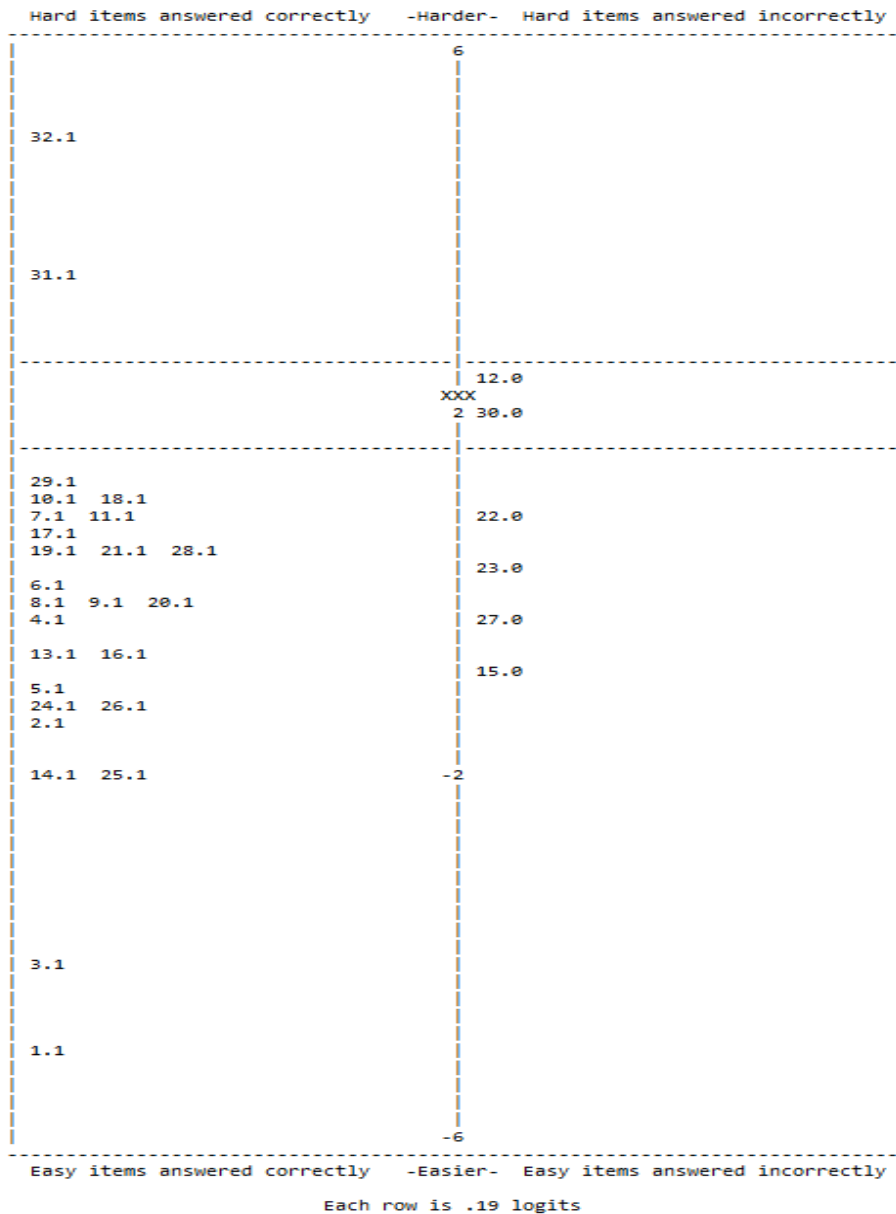 Hard items answered correctly -Harder- Hard items answered incorrectly
6
32.1
31.1
12.0
XXX
2 30.0
29.1
10.1 18.1
7.1 11.1 22.0
17.1
19.1 21.1 28.1
23.0
6.1
8.1 9.1 20.1
4.1 27.0
13.1 16.1
15.0
5.1
24.1 26.1
2.1
14.1 25.1 -2
3.1
1.1
-6
Easy items answered correctly -Easier- Easy items answered incorrectly
Each row is .19 logits